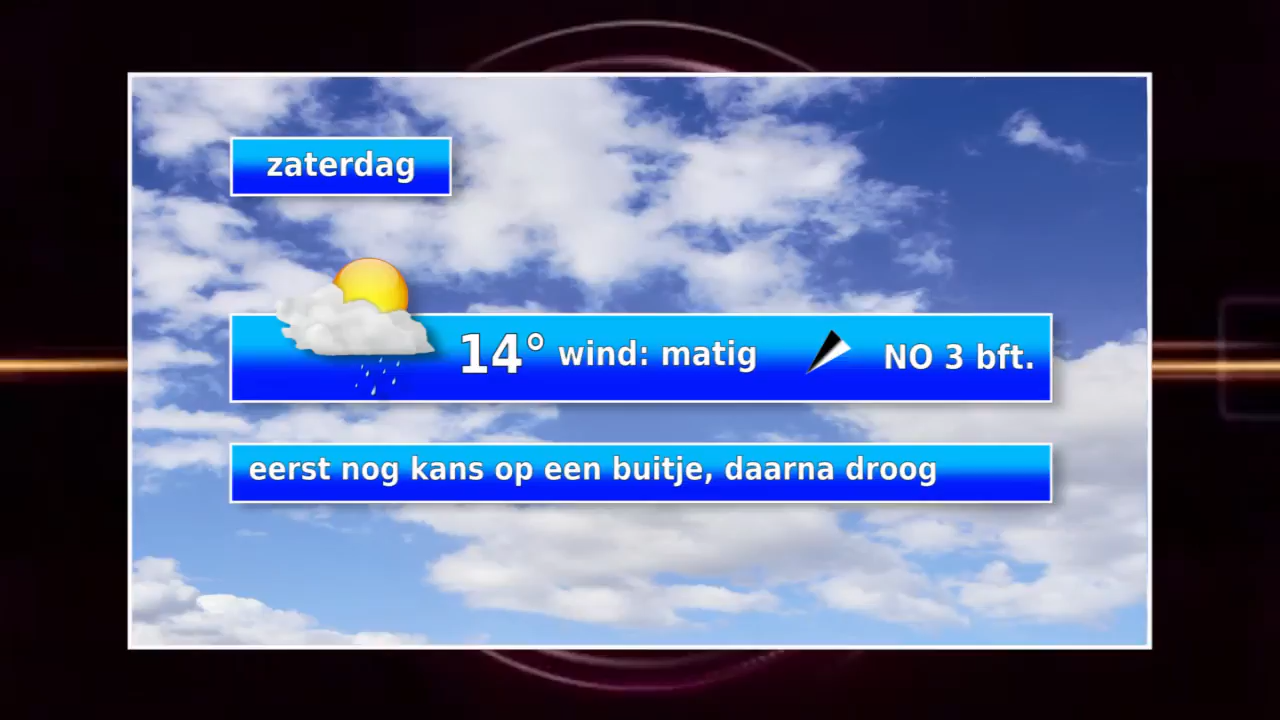 zaterdag
14° wind: matig NO 3 bft.
eerst nog kans op een buitje, daarna droog